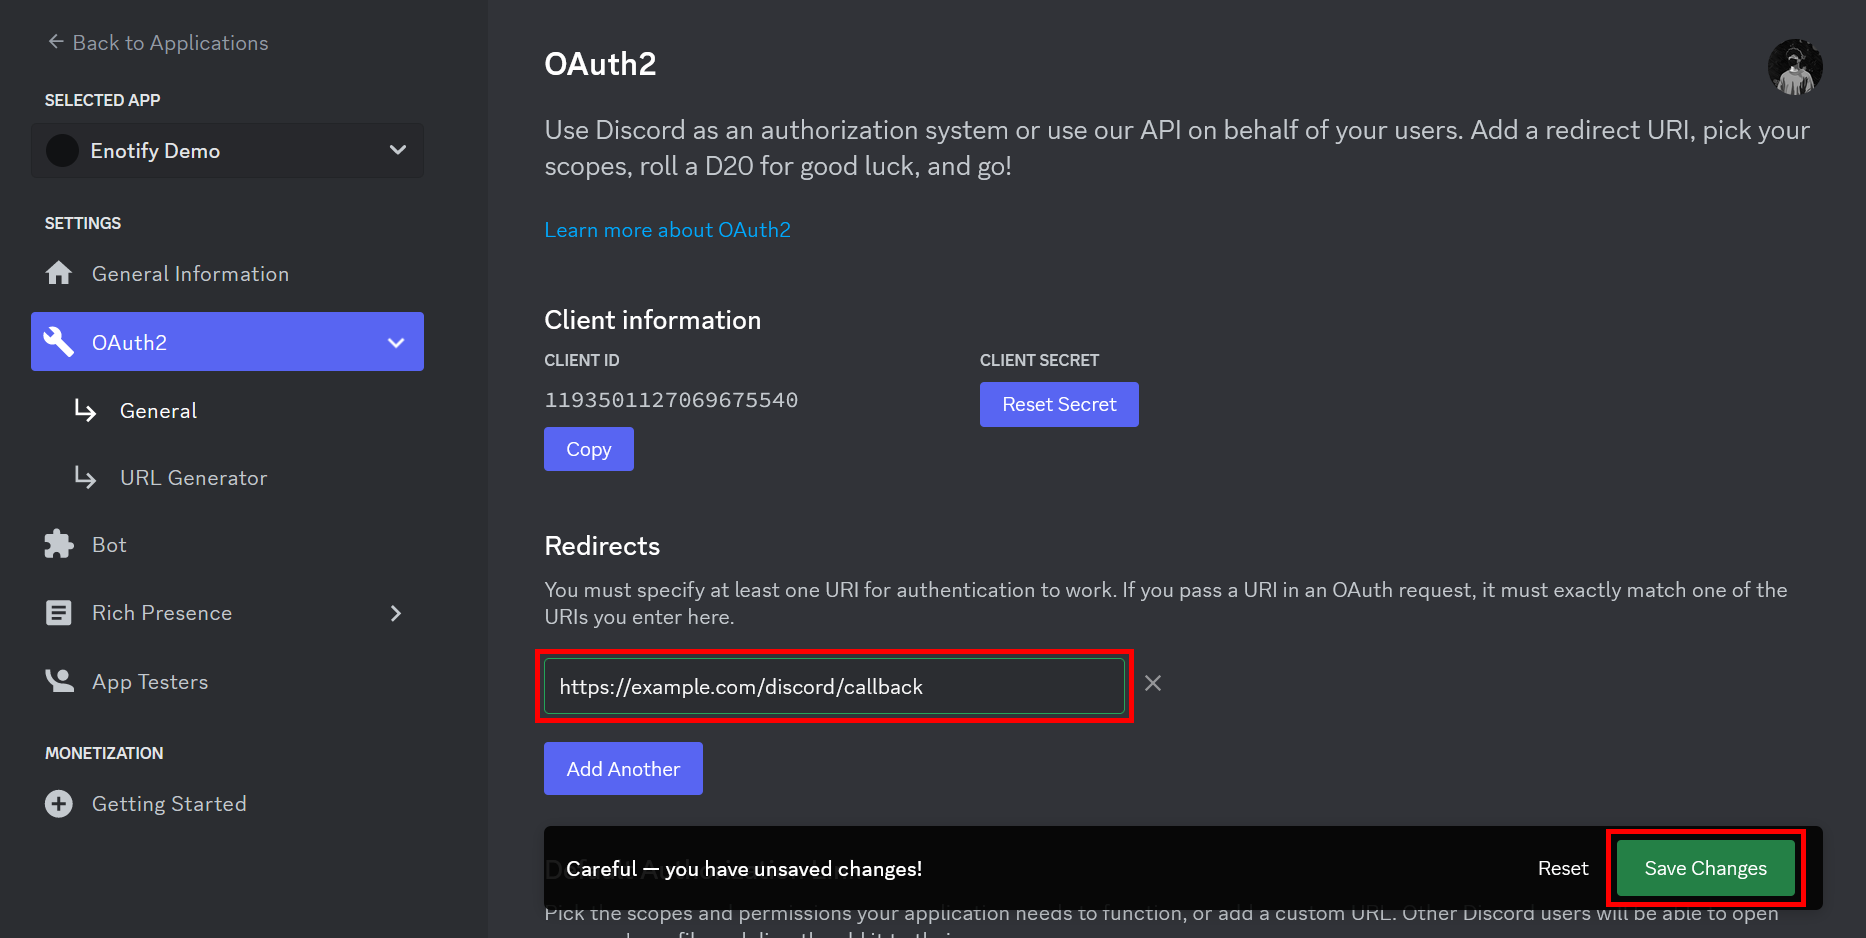 Back to Applications
SELECTED APP
Enotify Demo
SETTINGS
General Information
OAuth2
General
URL Generator
Bot
Rich Presence
App Testers
MONETIZATION
Getting Started
OAuth2
Use Discord as an authorization system or use our API on behalf of your users. Add a redirect URI, pick your
scopes, roll a D20 for good luck, and go!
Learn more about OAuth2
Client information
CLIENT ID
1193501127069675540
Copy
CLIENT SECRET
Reset Secret
Redirects
You must specify at least one URI for authentication to work. If you pass a URI in an OAuth request, it must exactly match one of the
URIs you enter here.
https://example.com/discord/callback
Add Another
Careful — you have unsaved changes!
Reset
Save Changes
Pick the scopes and permissions your application needs to function, or add a custom URL. Other Discord users will be able to open